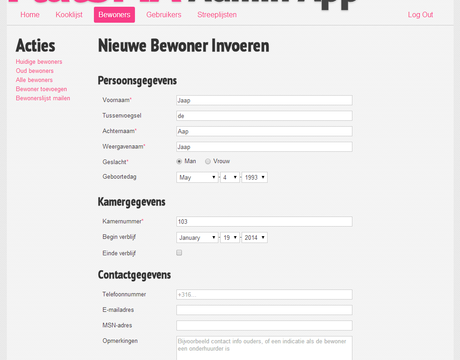 Admin App
Home Kooklijst Bewoners Gebruikers Streeplijsten Log Out
Acties
Huidige bewoners
Oud bewoners
Alle bewoners
Bewoner toevoegen
Bewonerslijst mailen
Nieuwe Bewoner Invoeren
Persoonsgegevens
Voornaam* Jaap
Tussenvoegsel de
Achternaam* Aap
Weergavenaam* Jaap
Geslacht* Man Vrouw
Geboortedag May - 4 - 1993
Kamergegevens
Kamernummer* 103
Begin verblijf January - 19 - 2014
Einde verblijf
Contactgegevens
Telefoonnummer +316...
E-mailadres
MSN-adres
Opmerkingen Bijvoorbeeld contact info ouders, of een indicatie als de bewoner
een onderhuurder is.